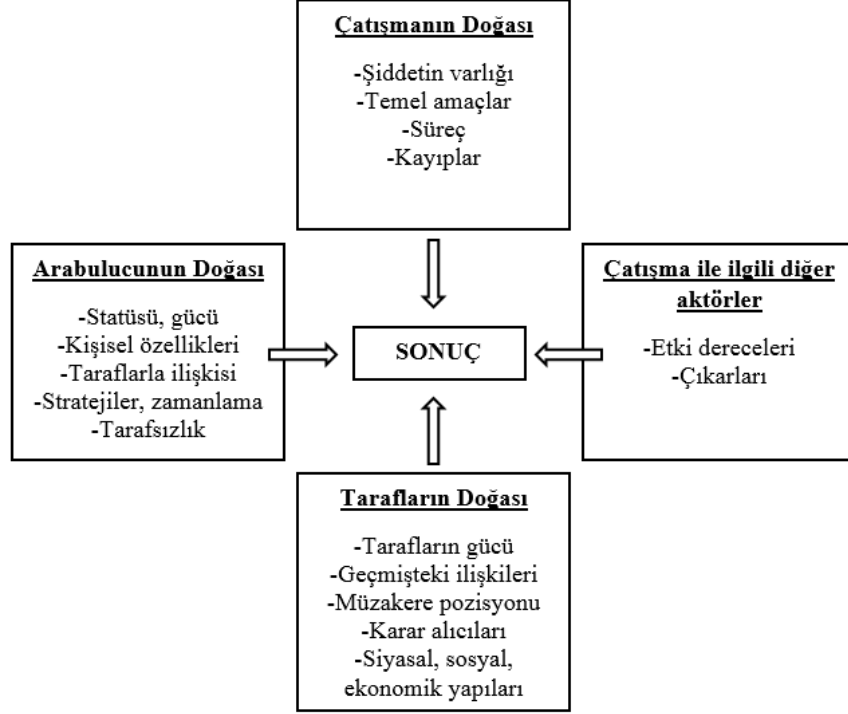 Çatışmanın Doğası
-Şiddetin varlığı
-Temel amaçlar
-Süreç
-Kayıplar
Arabulucunun Doğası
-Statüsü, gücü
-Kişisel özellikleri
-Taraflarla ilişkisi
-Stratejiler, zamanlama
-Tarafsızlık
SONUÇ
Çatışma ile ilgili diğer
aktörler
-Etki dereceleri
-Çıkarları
Tarafların Doğası
-Tarafların gücü
-Geçmişteki ilişkileri
-Müzakere pozisyonu
-Karar alıcıları
-Siyasal, sosyal,
ekonomik yapıları